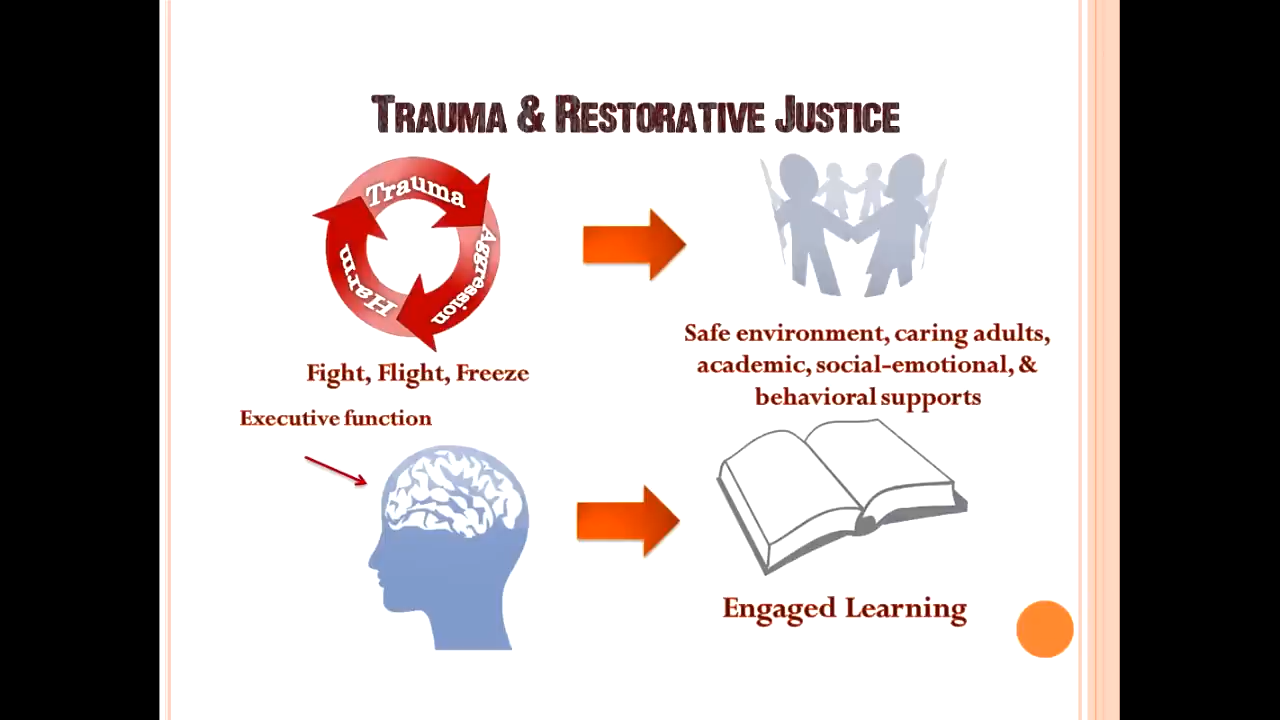 TRAUMA & RESTORATIVE JUSTICE
Trauma
Aggression
Harm
Fight, Flight, Freeze
Safe environment, caring adults,
academic, social-emotional, &
behavioral supports
Executive function
Engaged Learning